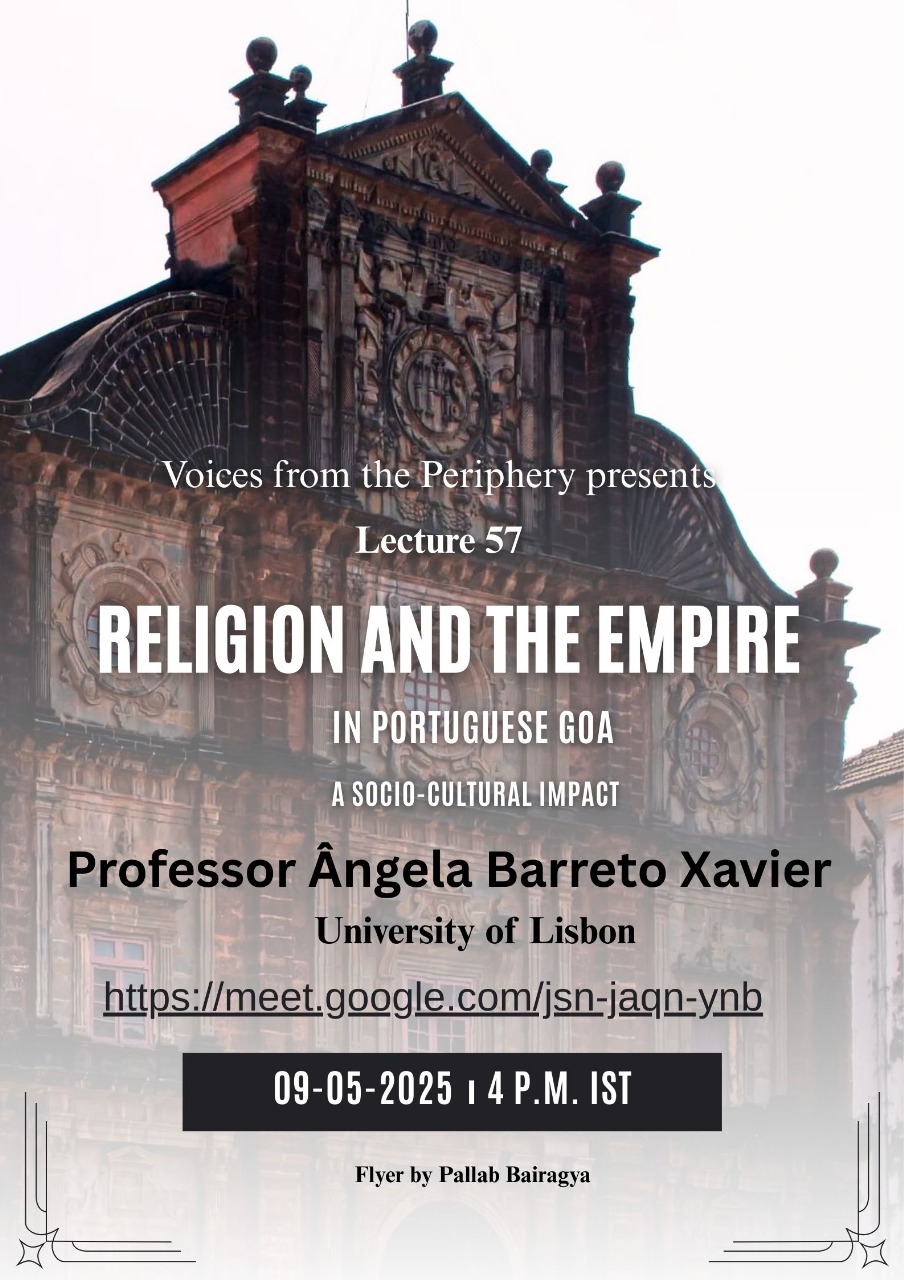 IHS
Voices from the Periphery presents
Lecture 57
RELIGION AND THE EMPIRE
IN PORTUGUESE GOA
A SOCIO-CULTURAL IMPACT
Professor Ângela Barreto Xavier
University of Lisbon
https://meet.google.com/jsn-jaqn-ynb
09-05-2025 ı 4 P.M. IST
Flyer by Pallab Bairagya